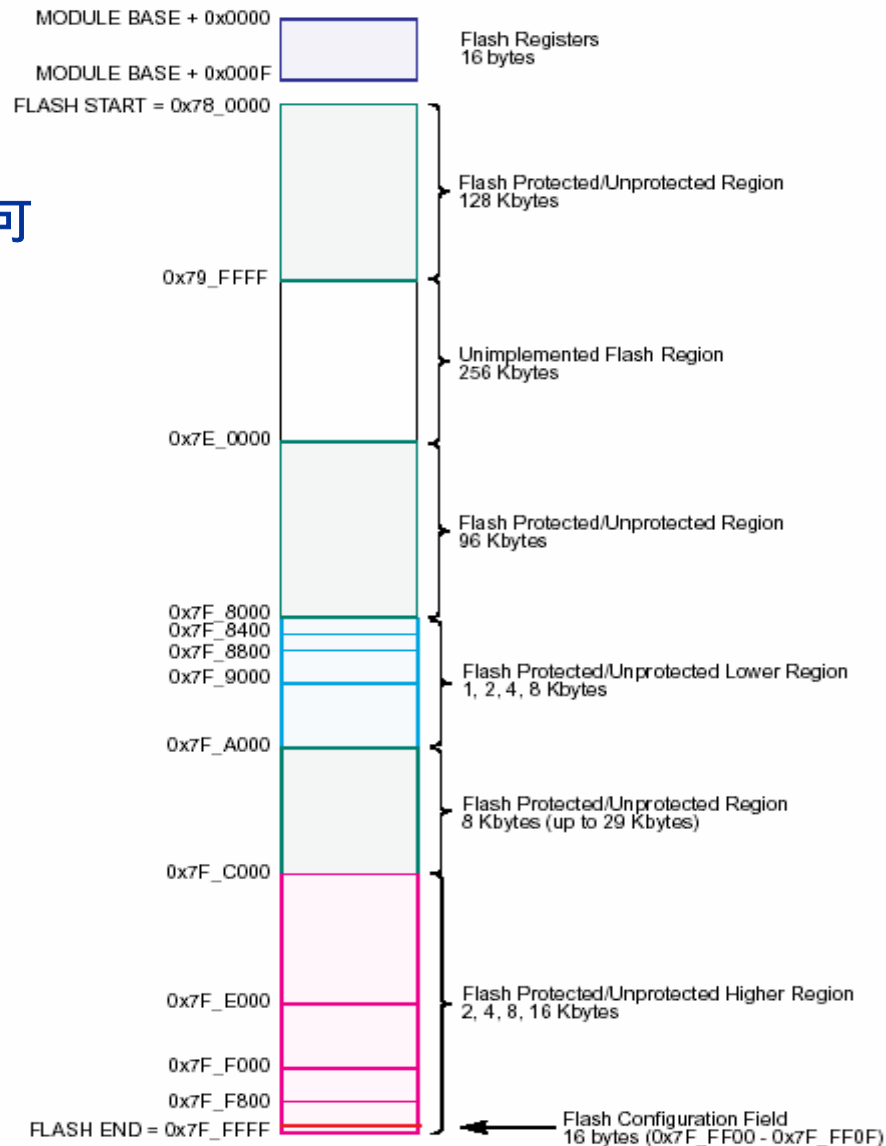 MODULE BASE + 0x0000
Flash Registers
16 bytes
MODULE BASE + 0x000F
FLASH START = 0x78_0000
Flash Protected/Unprotected Region
128 Kbytes
可
0x79_FFFF
Unimplemented Flash Region
256 Kbytes
0x7E_0000
Flash Protected/Unprotected Region
96 Kbytes
0x7F_8000
0x7F_8400
0x7F_8800
0x7F_9000
Flash Protected/Unprotected Lower Region
1, 2, 4, 8 Kbytes
0x7F_A000
Flash Protected/Unprotected Region
8 Kbytes (up to 29 Kbytes)
0x7F_C000
0x7F_E000
Flash Protected/Unprotected Higher Region
2, 4, 8, 16 Kbytes
0x7F_F000
0x7F_F800
FLASH END = 0x7F_FFFF
Flash Configuration Field
16 bytes (0x7F_FF00 - 0x7F_FF0F)